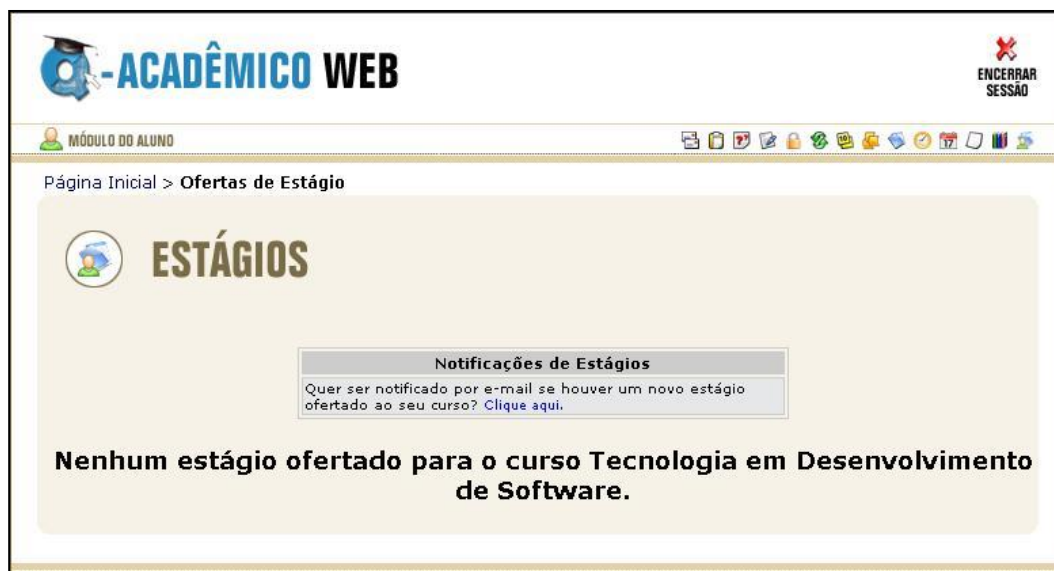 Q-ACADÊMICO WEB
ENCERRAR
SESSÃO
MÓDULO DO ALUNO
Página Inicial > Ofertas de Estágio
ESTÁGIOS
Notificações de Estágios
Quer ser notificado por e-mail se houver um novo estágio
ofertado ao seu curso? Clique aqui.
Nenhum estágio ofertado para o curso Tecnologia em Desenvolvimento
de Software.